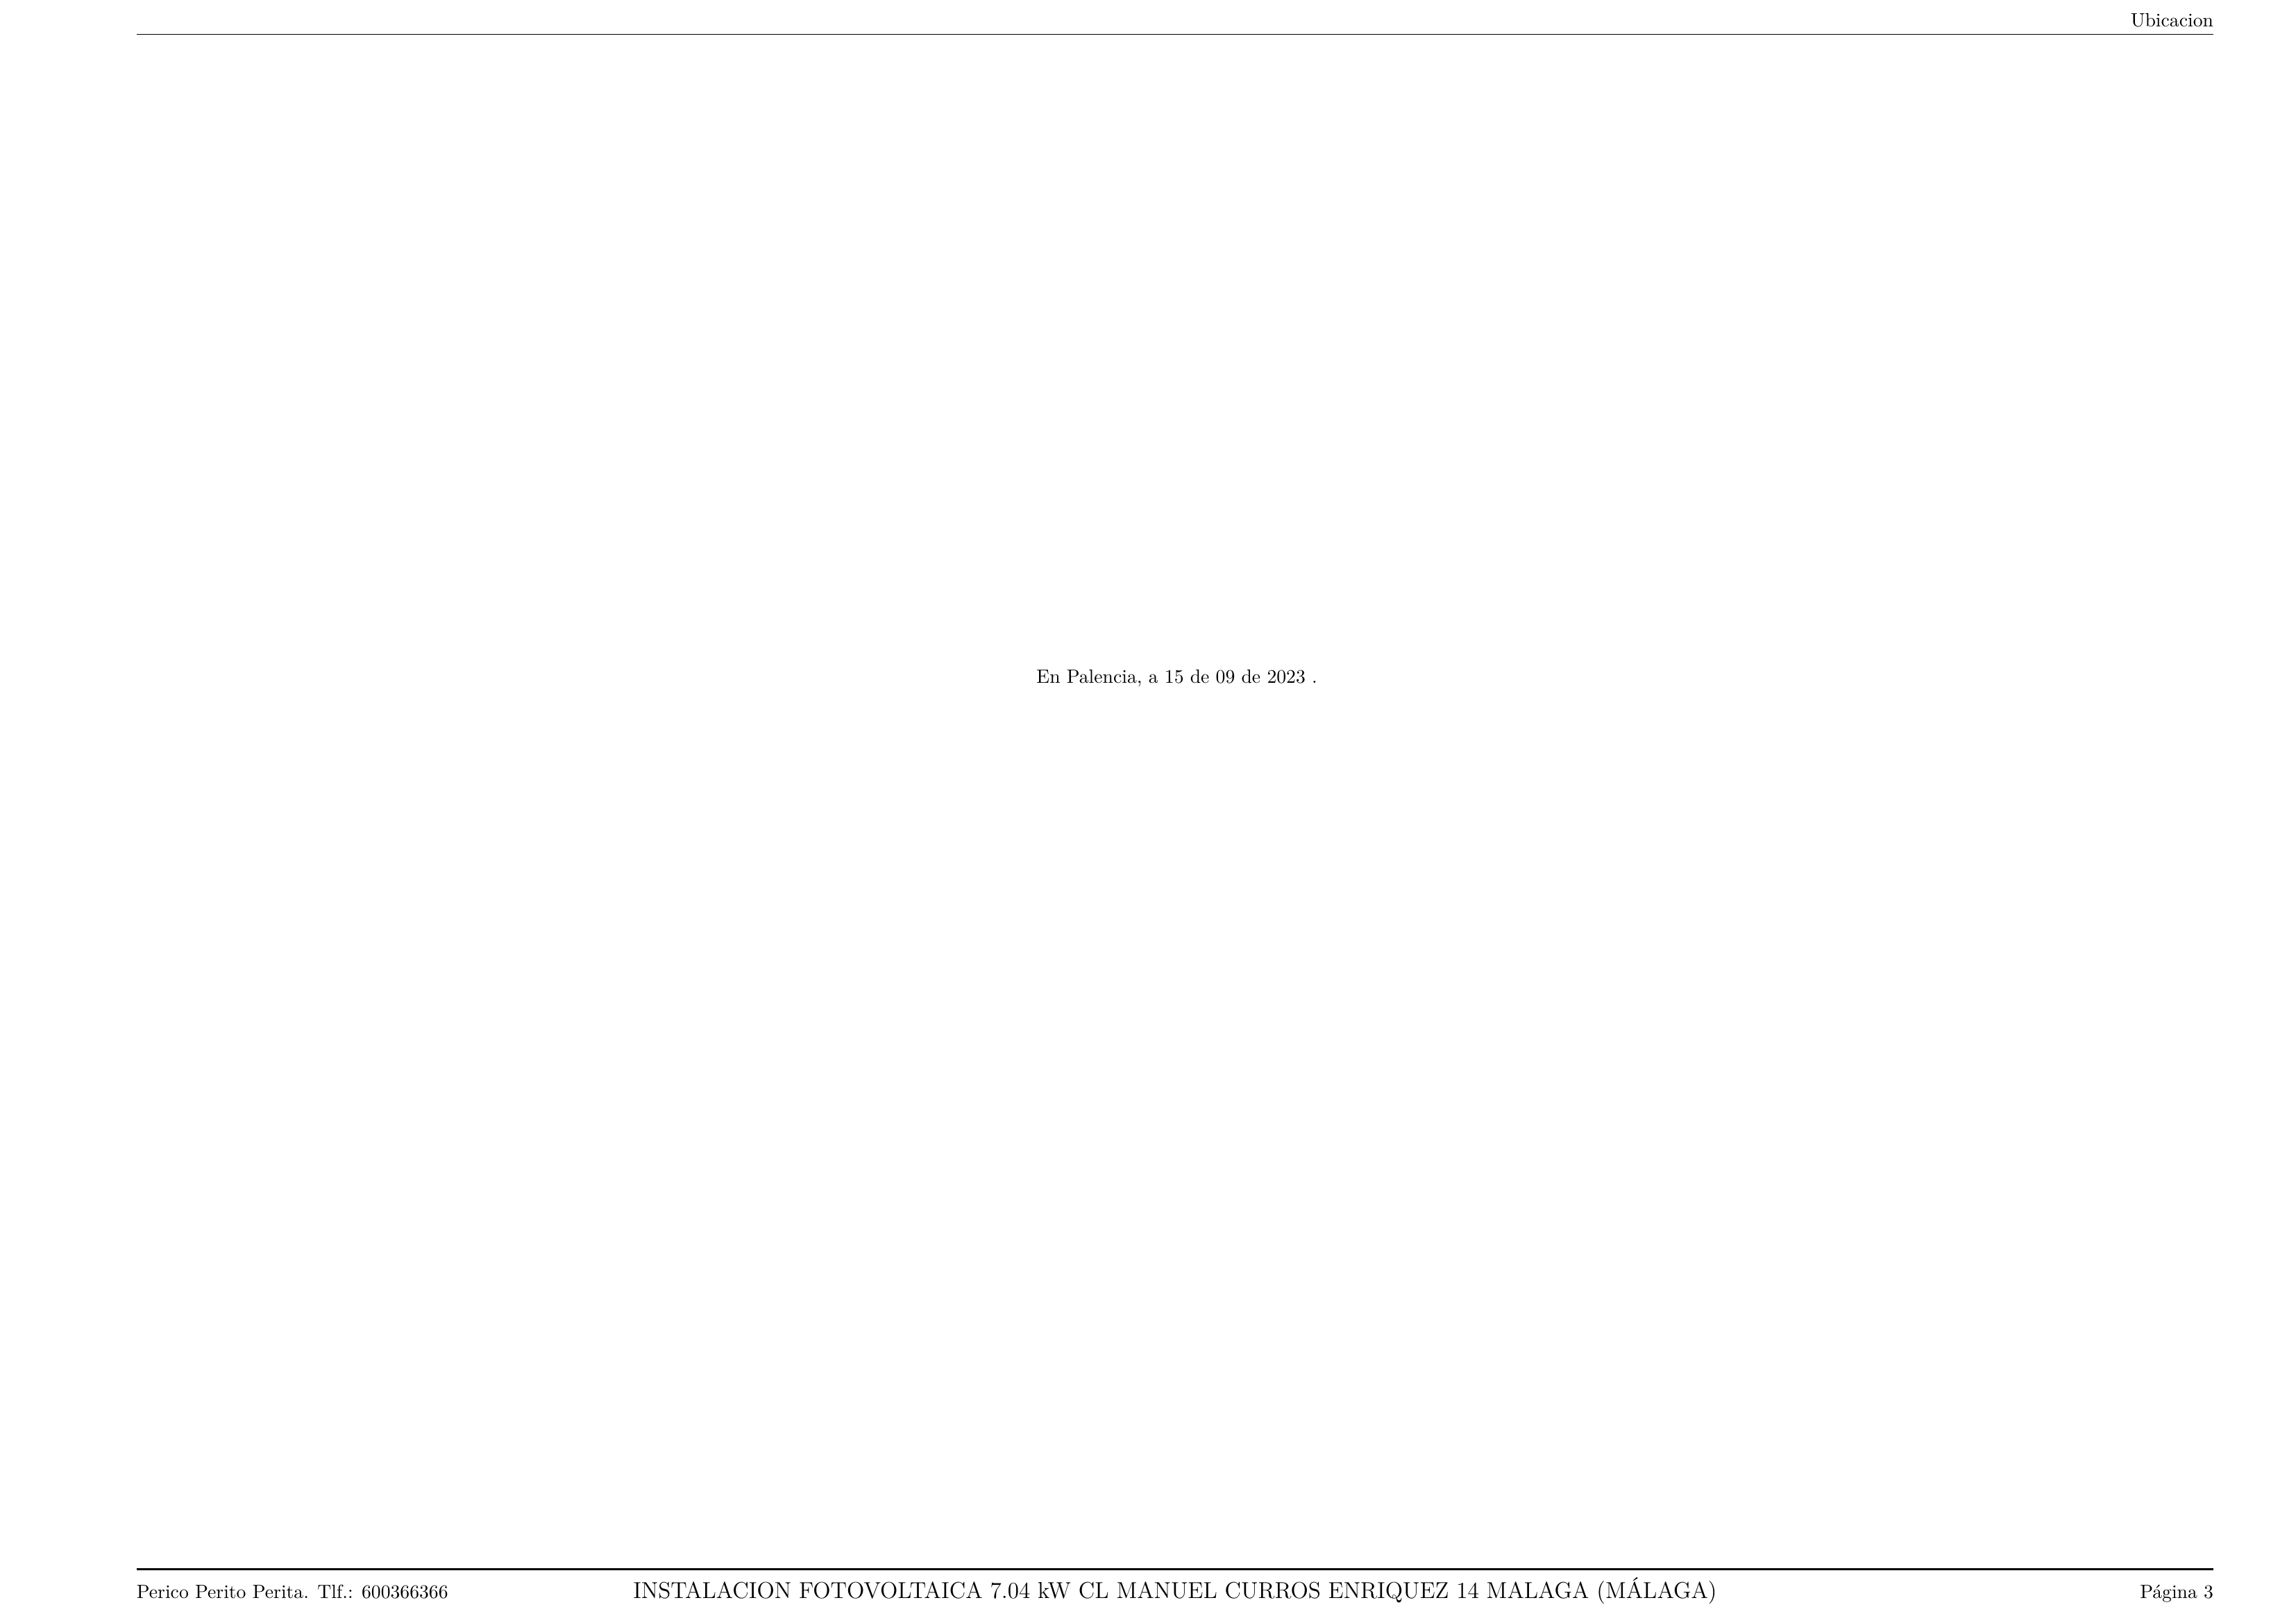 Ubicacion
En Palencia, a 15 de 09 de 2023 .
Perico Perito Perita. Tlf.: 600366366 INSTALACION FOTOVOLTAICA 7.04 kW CL MANUEL CURROS ENRIQUEZ 14 MALAGA (MÁLAGA) Página 3